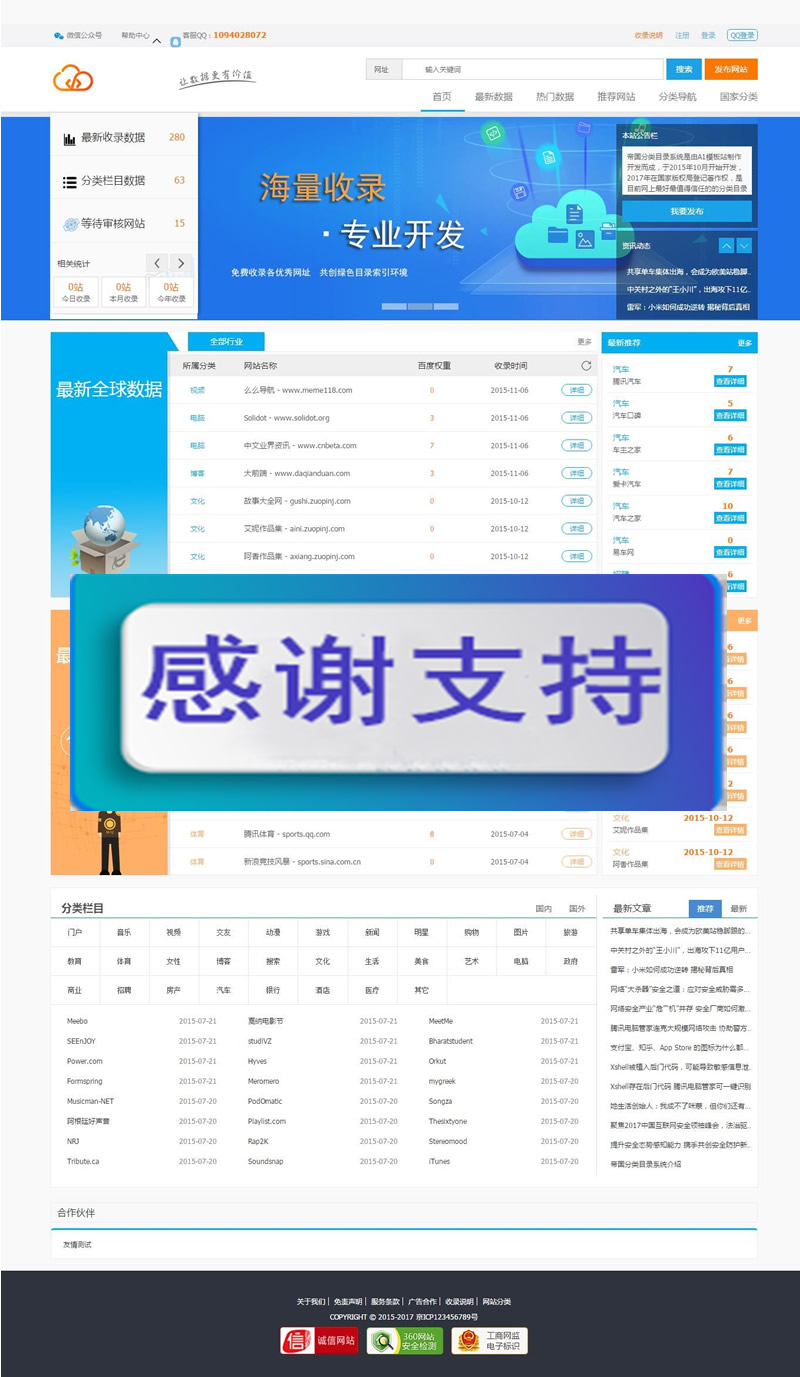 微信公众号 帮助中心 客服QQ：1094028072 收录说明 注册 登录 QQ登录
让数据更有价值
网址 输入关键词 搜索 发布网站
首页 最新数据 热门数据 推荐网站 分类导航 国家分类
最新收录数据 280
分类栏目数据 63
等待审核网站 15
相关统计
0站 0站 0站
今日收录 本月收录 今年收录
海量收录
·专业开发
免费收录各优秀网址 共创绿色目录索引环境
本站公告栏
帝国分类目录系统是由A1模板站制作
开发而成，于2015年10月开始开发，
2017年在国家版权局登记著作权，是
目前网上最好最值得信任的的分类目录
我要发布
资讯动态
共享单车集体出海，会成为欧美站稳脚..
中关村之外的"王小川"，出海攻下11亿..
雷军：小米如何成功逆转 揭秘背后真相
最新全球数据
全部行业 更多
所属分类 网站名称 百度权重 收录时间
视频 么么导航 - www.meme118.com 0 2015-11-06 详细
电脑 Solidot - www.solidot.org 3 2015-11-06 详细
电脑 中文业界资讯 - www.cnbeta.com 7 2015-11-06 详细
博客 大前端 - www.daqianduan.com 3 2015-11-06 详细
文化 故事大全网 - gushi.zuopinj.com 0 2015-10-12 详细
文化 艾妮作品集 - aini.zuopinj.com 0 2015-10-12 详细
文化 阿香作品集 - axiang.zuopinj.com 0 2015-10-12 详细
最新推荐 更多
汽车 7
腾讯汽车 查看详细
汽车 5
汽车口碑 查看详细
汽车 6
车主之家 查看详细
汽车 7
爱卡汽车 查看详细
汽车 10
汽车之家 查看详细
汽车 0
易车网 查看详细
6
详细
感谢支持
最
更多
6
详情
6
详情
6
详情
6
详情
2
详情
文化 2015-10-12
艾妮作品集 查看详情
文化 2015-10-12
阿香作品集 查看详情
体育 腾讯体育 - sports.qq.com 8 2015-07-04 详细
体育 新浪竞技风暴 - sports.sina.com.cn 0 2015-07-04 详细
分类栏目 国内 国外
门户 音乐 视频 交友 动漫 游戏 新闻 明星 购物 图片 旅游
教育 体育 女性 博客 搜索 文化 生活 美食 艺术 电脑 政府
商业 招聘 房产 汽车 银行 酒店 医疗 其它
Meebo 2015-07-21 戛纳电影节 2015-07-21 MeetMe 2015-07-21
SEEnJOY 2015-07-21 studiVZ 2015-07-21 Bharatstudent 2015-07-21
Power.com 2015-07-21 Hyves 2015-07-21 Orkut 2015-07-21
Formspring 2015-07-21 Meromero 2015-07-21 mygreek 2015-07-20
Musicman-NET 2015-07-20 PodOmatic 2015-07-20 Songza 2015-07-20
阿根廷好声音 2015-07-20 Playlist.com 2015-07-20 Thesixtyone 2015-07-20
NRJ 2015-07-20 Rap2K 2015-07-20 Stereomood 2015-07-20
Tribute.ca 2015-07-20 Soundsnap 2015-07-20 iTunes 2015-07-20
最新文章 推荐 最新
共享单车集体出海，会成为欧美站稳脚跟的...
中关村之外的"王小川"，出海攻下11亿用户...
雷军：小米如何成功逆转 揭秘背后真相
网络"大杀器"安全之道：应对安全威胁需多...
网络安全产业"危""机"并存 安全厂商如何激...
腾讯电脑管家连克大规模网络攻击 协助警方..
支付宝、知乎、App Store 的图标为什么都...
Xshell被植入后门代码，可能导致敏感信息泄..
Xshell存在后门代码 腾讯电脑管家可一键识别
她生活创始人：我成不了咪蒙，但你们还有...
聚焦2017中国互联网安全领袖峰会，法治驱..
提升安全态势感知能力 携手共创安全防护新..
帝国分类目录系统介绍
合作伙伴
友情测试
关于我们 | 免责声明 | 服务条款 | 广告合作 | 收录说明 | 网站分类
COPYRIGHT © 2015-2017 京ICP123456789号
信 诚信网站 360网站 安全检测 工商网监 电子标识